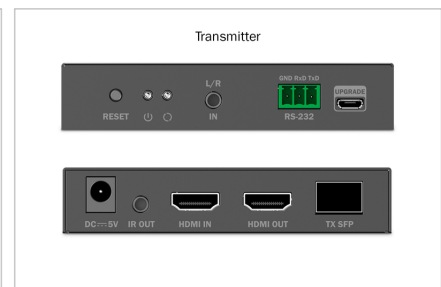 Transmitter
L/R
GND RxD TxD
UPGRADE
RESET
IN
RS-232
DC⎓5V
IR OUT
HDMI IN
HDMI OUT
TX SFP